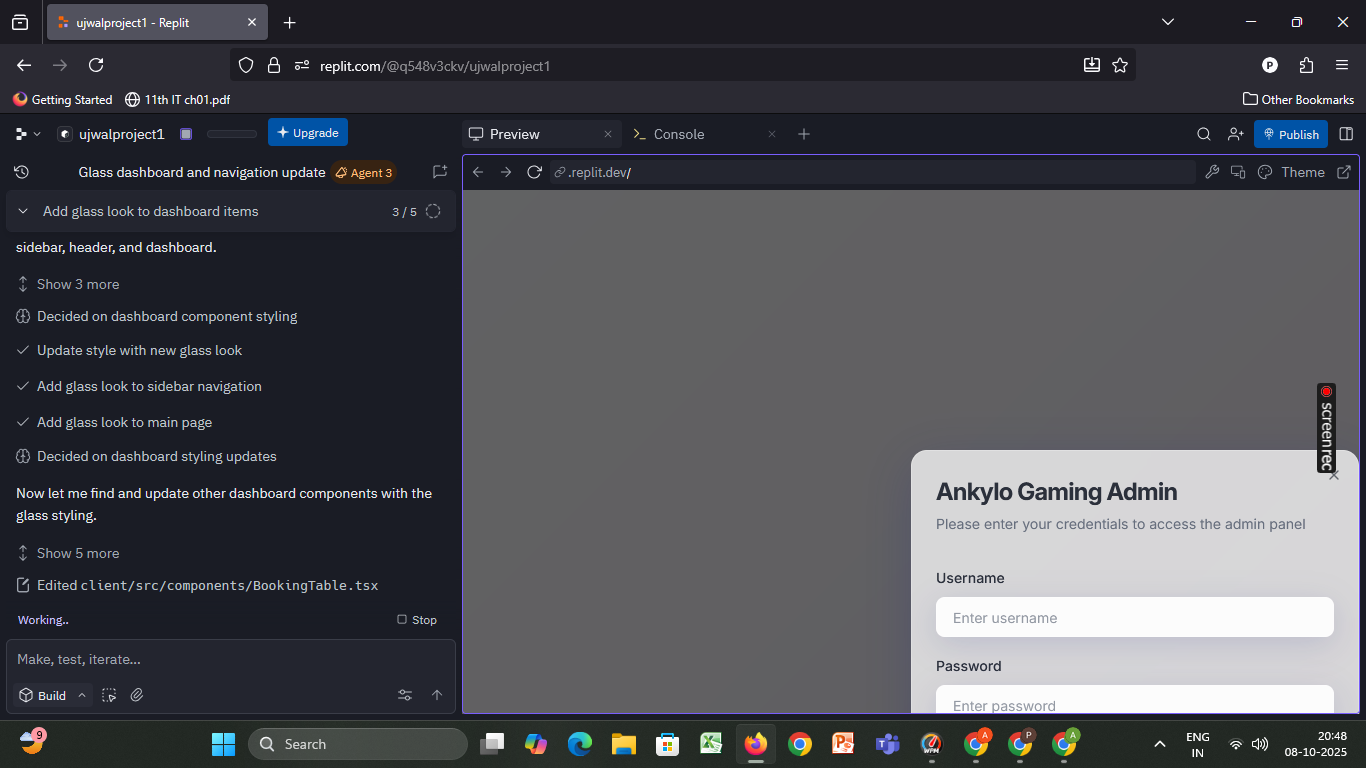 ujwalproject1 - Replit
replit.com/@q548v3ckv/ujwalproject1
P
Getting Started
11th IT ch01.pdf
Other Bookmarks
ujwalproject1
Upgrade
Preview
Console
Publish
Glass dashboard and navigation update
Agent 3
.replit.dev/
Theme
Add glass look to dashboard items
3 / 5
sidebar, header, and dashboard.
Show 3 more
Decided on dashboard component styling
Update style with new glass look
Add glass look to sidebar navigation
Add glass look to main page
Decided on dashboard styling updates
Now let me find and update other dashboard components with the
glass styling.
Show 5 more
Edited client/src/components/BookingTable.tsx
Working..
Stop
Make, test, iterate...
Build
screenrec
Ankylo Gaming Admin
Please enter your credentials to access the admin panel
Username
Enter username
Password
Enter password
9
Search
WPM
A
P
A
ENG
IN
20:48
08-10-2025